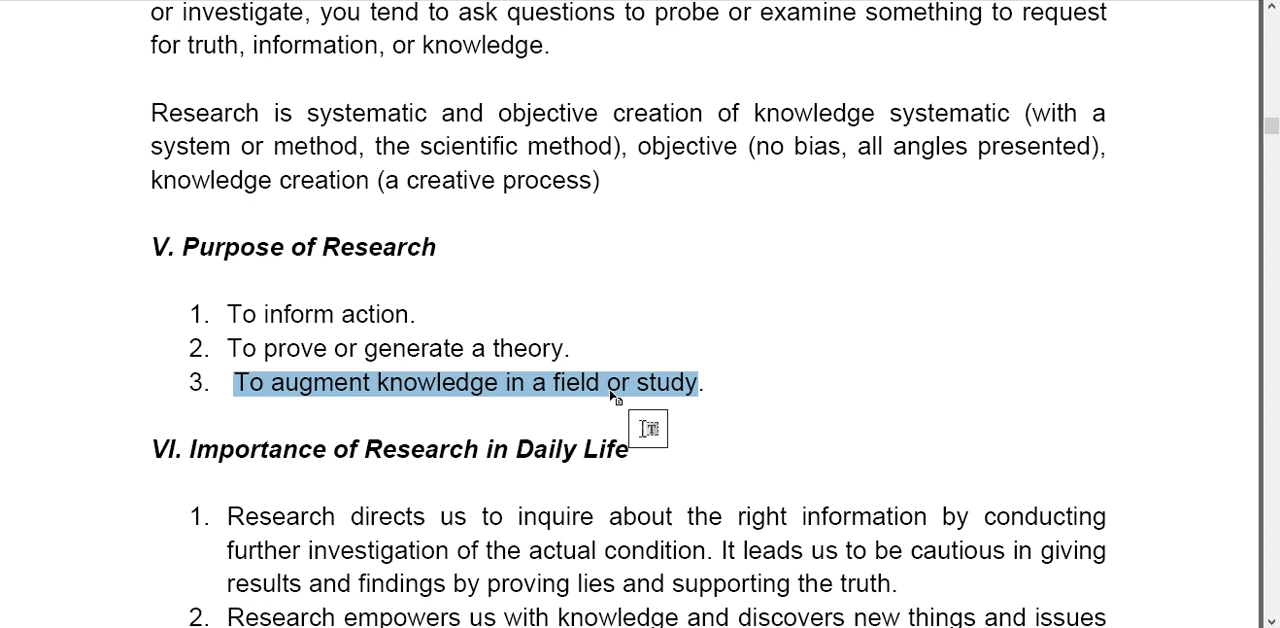 or investigate, you tend to ask questions to probe or examine something to request
for truth, information, or knowledge.
Research is systematic and objective creation of knowledge systematic (with a
system or method, the scientific method), objective (no bias, all angles presented),
knowledge creation (a creative process)
V. Purpose of Research
1. To inform action.
2. To prove or generate a theory.
3. To augment knowledge in a field or study.
VI. Importance of Research in Daily Life
1. Research directs us to inquire about the right information by conducting
further investigation of the actual condition. It leads us to be cautious in giving
results and findings by proving lies and supporting the truth.
2. Research empowers us with knowledge and discovers new things and issues